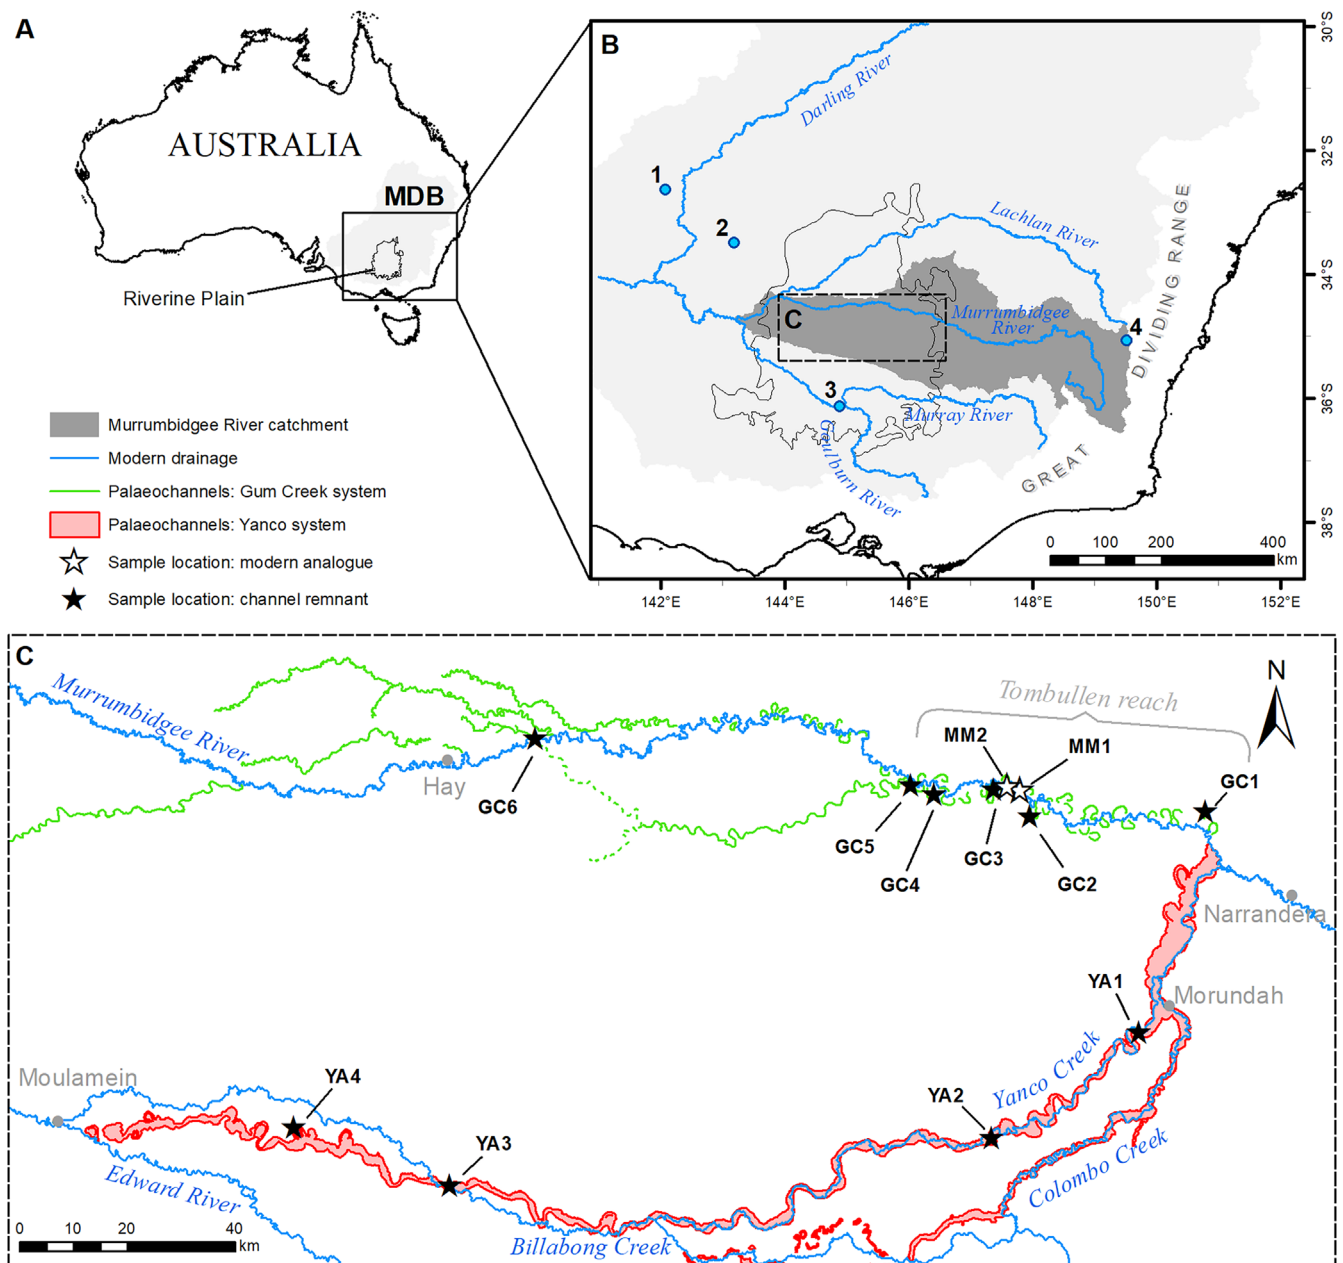 A
AUSTRALIA
MDB
Riverine Plain
Murrumbidgee River catchment
Modern drainage
Palaeochannels: Gum Creek system
Palaeochannels: Yanco system
Sample location: modern analogue
Sample location: channel remnant
B
Darling River
1
2
Lachlan River
C
Murrumbidgee
River
4
3
Murray River
Goulburn River
GREAT
DIVIDING RANGE
0 100 200 400
km
30°S
32°S
34°S
36°S
38°S
142°E 144°E 146°E 148°E 150°E 152°E
C
N
Murrumbidgee River
Tombullen reach
MM2
MM1
GC1
Hay
GC6
GC5
GC4
GC3
GC2
Narrandera
YA1
Morundah
Yanco Creek
YA2
Colombo Creek
Moulamein
YA4
YA3
Edward River
Billabong Creek
0 10 20 40
km